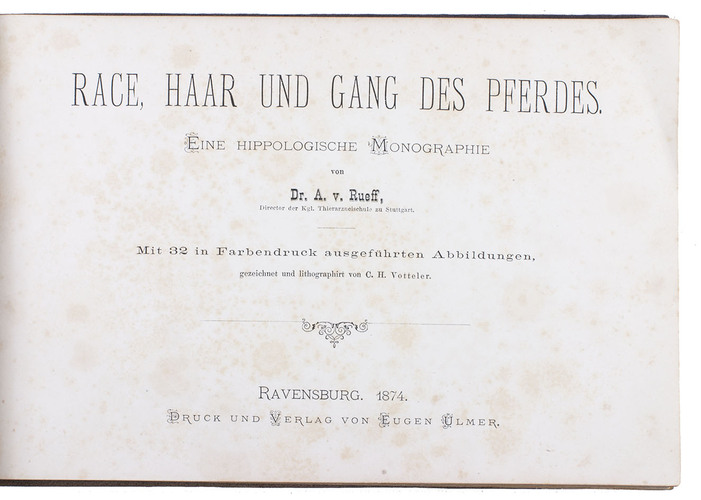 RACE, HAAR UND GANG DES PFERDES.
EINE HIPPOLOGISCHE MONOGRAPHIE
von
Dr. A. v. Rueff,
Director der Kgl. Thierarzneischule zu Stuttgart.
Mit 32 in Farbendruck ausgeführten Abbildungen,
gezeichnet und lithographirt von C. H. Votteler.
RAVENSBURG. 1874.
DRUCK UND VERLAG VON EUGEN ULMER.